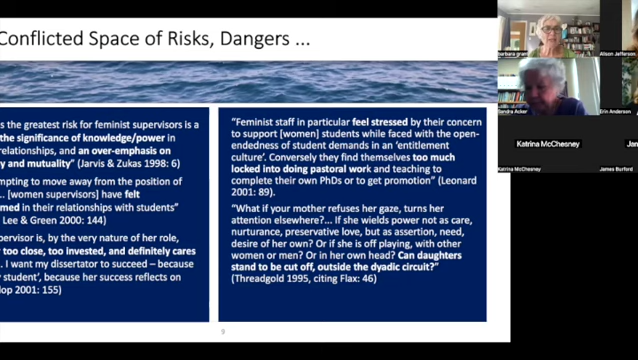 Conflicted Space of Risks, Dangers ...
s the greatest risk for feminist supervisors is a
the significance of knowledge/power in
relationships, and an over-emphasis on
y and mutuality" (Jarvis & Zukas 1998: 6)
mpting to move away from the position of
... [women supervisors] have felt
med in their relationships with students"
Lee & Green 2000: 144)
pervisor is, by the very nature of her role,
too close, too invested, and definitely cares
. I want my dissertator to succeed – because
y student', because her success reflects on
lop 2001: 155)
"Feminist staff in particular feel stressed by their concern
to support [women] students while faced with the open-
endedness of student demands in an 'entitlement
culture'. Conversely they find themselves too much
locked into doing pastoral work and teaching to
complete their own PhDs or to get promotion" (Leonard
2001: 89).
"What if your mother refuses her gaze, turns her
attention elsewhere?... If she wields power not as care,
nurturance, preservative love, but as assertion, need,
desire of her own? Or if she is off playing, with other
women or men? Or in her own head? Can daughters
stand to be cut off, outside the dyadic circuit?"
(Threadgold 1995, citing Flax: 46)
9
barbara grant
Alison Jefferson
Sandra Acker
Erin Anderson
Katrina McChesney
Jan
Katrina McChesney
James Burford